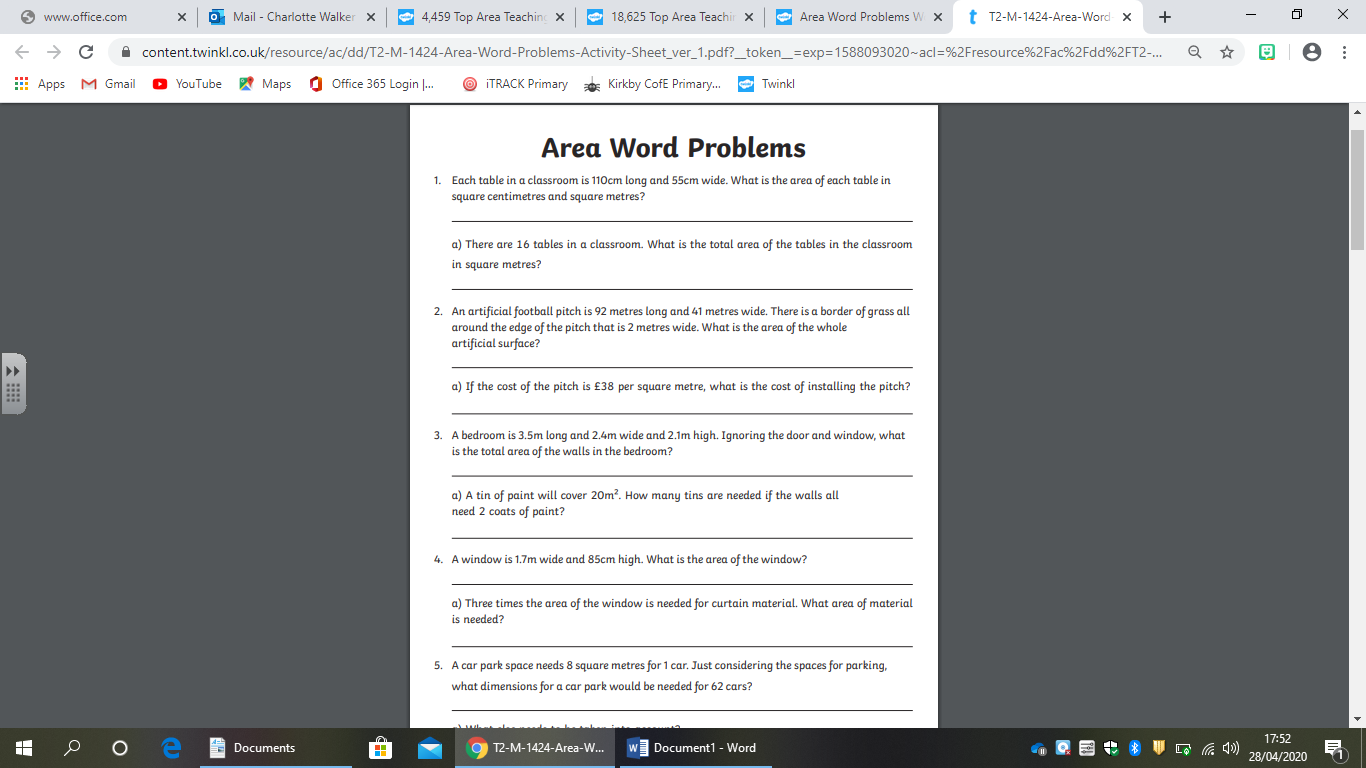 www.office.com
Mail - Charlotte Walker
4,459 Top Area Teaching
18,625 Top Area Teachin
Area Word Problems W
T2-M-1424-Area-Word
content.twinkl.co.uk/resource/ac/dd/T2-M-1424-Area-Word-Problems-Activity-Sheet_ver_1.pdf?__token__=exp=1588093020~acl=%2Fresource%2Fac%2Fdd%2FT2-...
Apps
Gmail
YouTube
Maps
Office 365 Login |...
iTRACK Primary
Kirkby CofE Primary...
Twinkl
Area Word Problems
1. Each table in a classroom is 110cm long and 55cm wide. What is the area of each table in
square centimetres and square metres?
a) There are 16 tables in a classroom. What is the total area of the tables in the classroom
in square metres?
2. An artificial football pitch is 92 metres long and 41 metres wide. There is a border of grass all
around the edge of the pitch that is 2 metres wide. What is the area of the whole
artificial surface?
a) If the cost of the pitch is £38 per square metre, what is the cost of installing the pitch?
3. A bedroom is 3.5m long and 2.4m wide and 2.1m high. Ignoring the door and window, what
is the total area of the walls in the bedroom?
a) A tin of paint will cover 20m². How many tins are needed if the walls all
need 2 coats of paint?
4. A window is 1.7m wide and 85cm high. What is the area of the window?
a) Three times the area of the window is needed for curtain material. What area of material
is needed?
5. A car park space needs 8 square metres for 1 car. Just considering the spaces for parking,
what dimensions for a car park would be needed for 62 cars?
a) What else needs to be taken into account?
Documents
T2-M-1424-Area-W...
Document1 - Word
17:52
28/04/2020
1